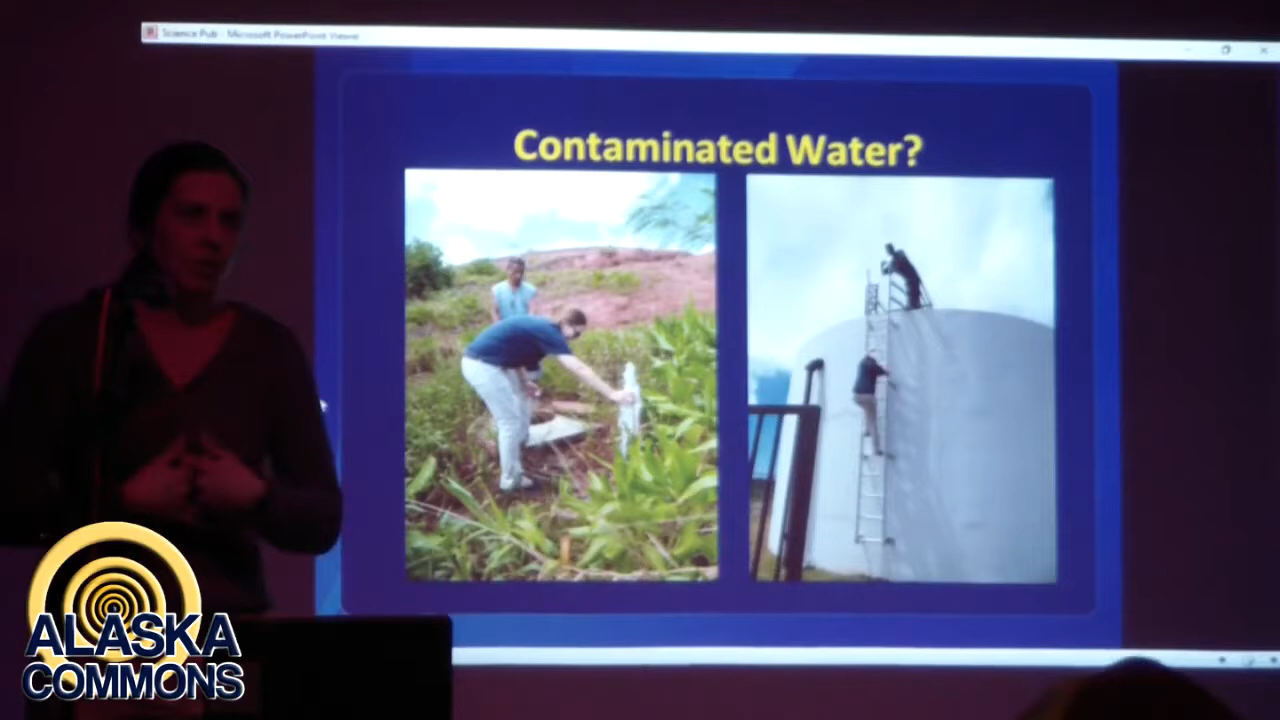 Science Pub - Microsoft PowerPoint Viewer
Contaminated Water?
ALASKA
COMMONS